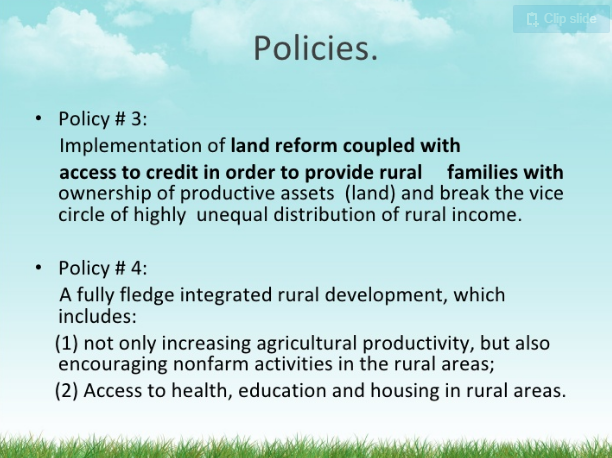 Clip slide
Policies.
• Policy # 3:
Implementation of land reform coupled with
access to credit in order to provide rural families with
ownership of productive assets (land) and break the vice
circle of highly unequal distribution of rural income.
• Policy # 4:
A fully fledge integrated rural development, which
includes:
(1) not only increasing agricultural productivity, but also
encouraging nonfarm activities in the rural areas;
(2) Access to health, education and housing in rural areas.